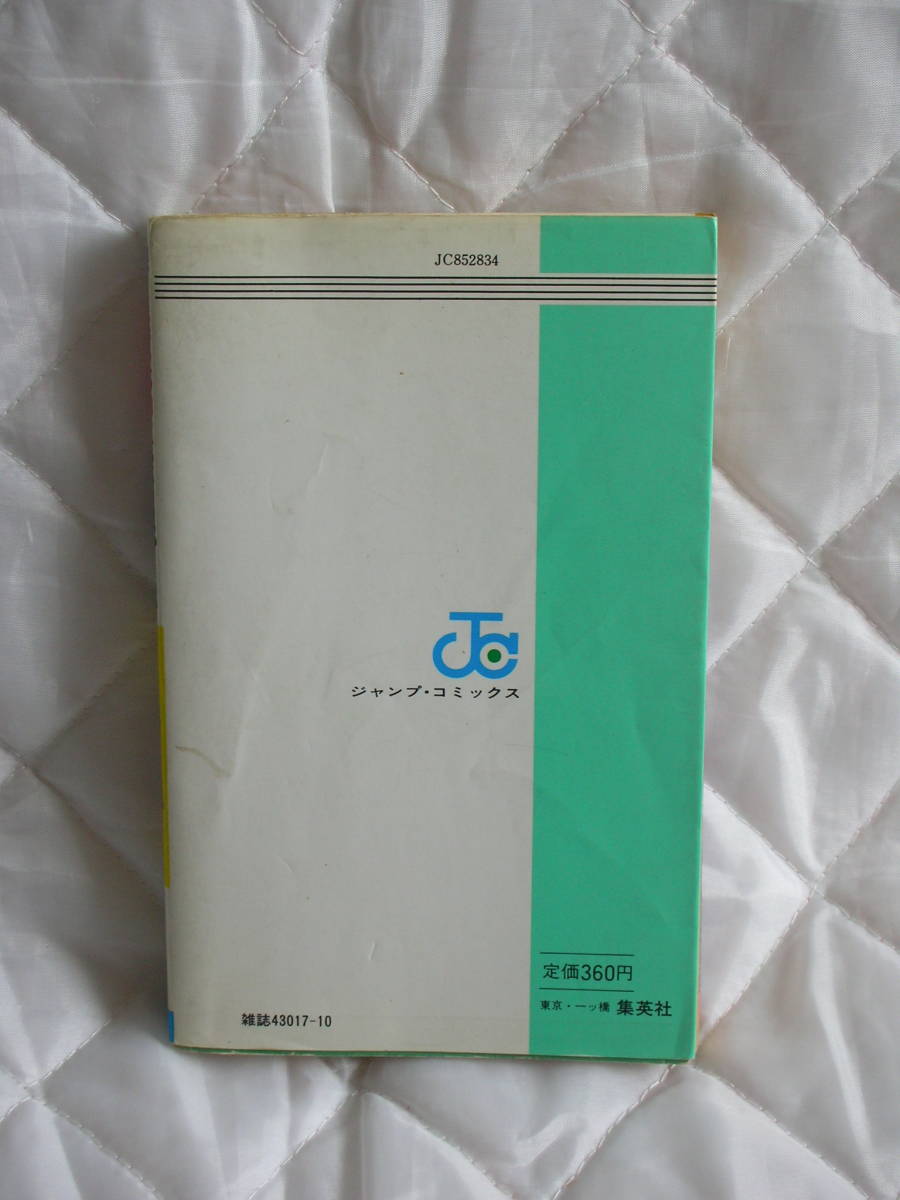 JC852834
JC
ジャンプ・コミックス
定価360円
東京・一ッ橋 集英社
雑誌43017-10